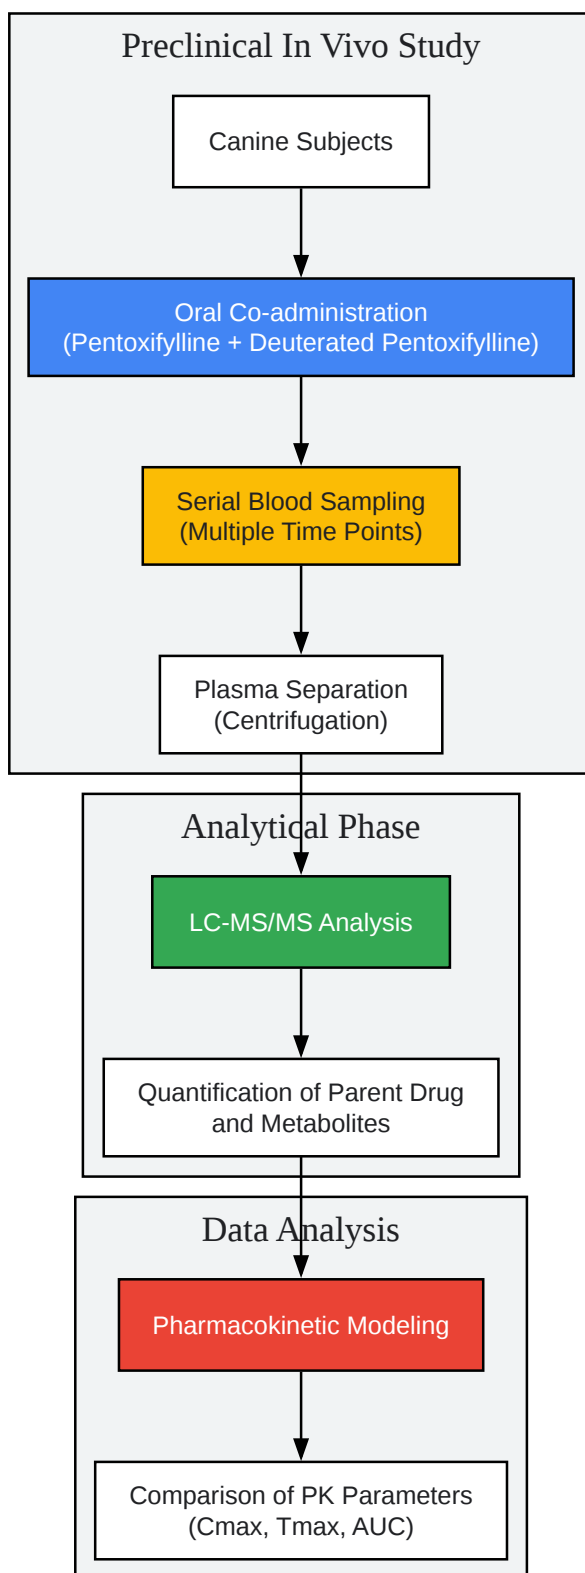 Preclinical In Vivo Study
Canine Subjects
Oral Co-administration
(Pentoxifylline + Deuterated Pentoxifylline)
Serial Blood Sampling
(Multiple Time Points)
Plasma Separation
(Centrifugation)
Analytical Phase
LC-MS/MS Analysis
Quantification of Parent Drug
and Metabolites
Data Analysis
Pharmacokinetic Modeling
Comparison of PK Parameters
(Cmax, Tmax, AUC)